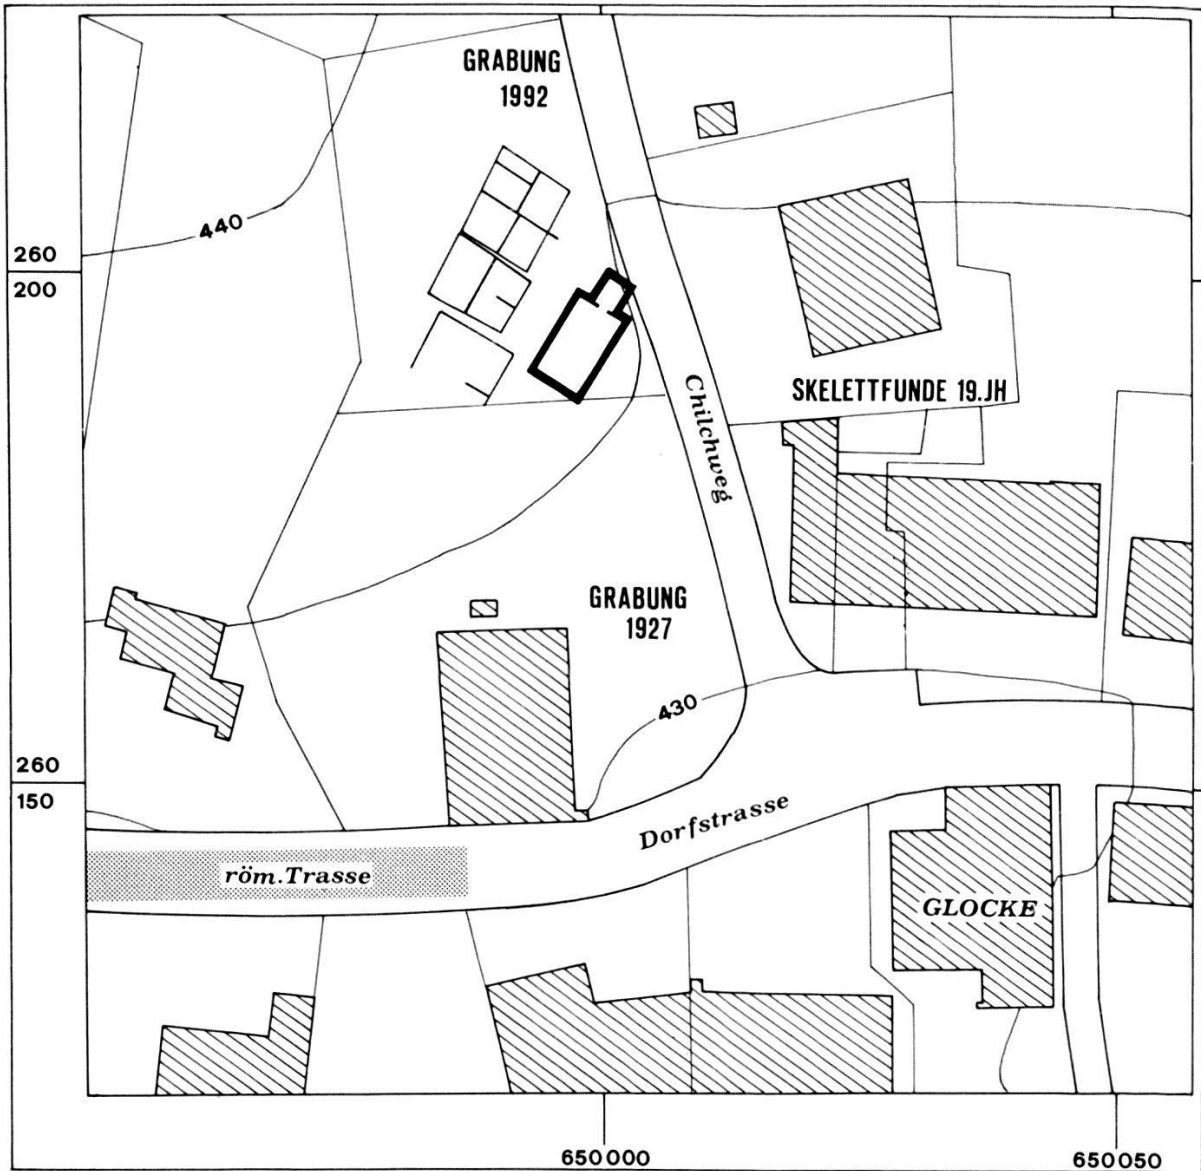 GRABUNG
1992
440
260
200
Chilchweg
SKELETTFUNDE 19.JH
GRABUNG
1927
430
260
150
Dorfstrasse
röm.Trasse
GLOCKE
650000
650050